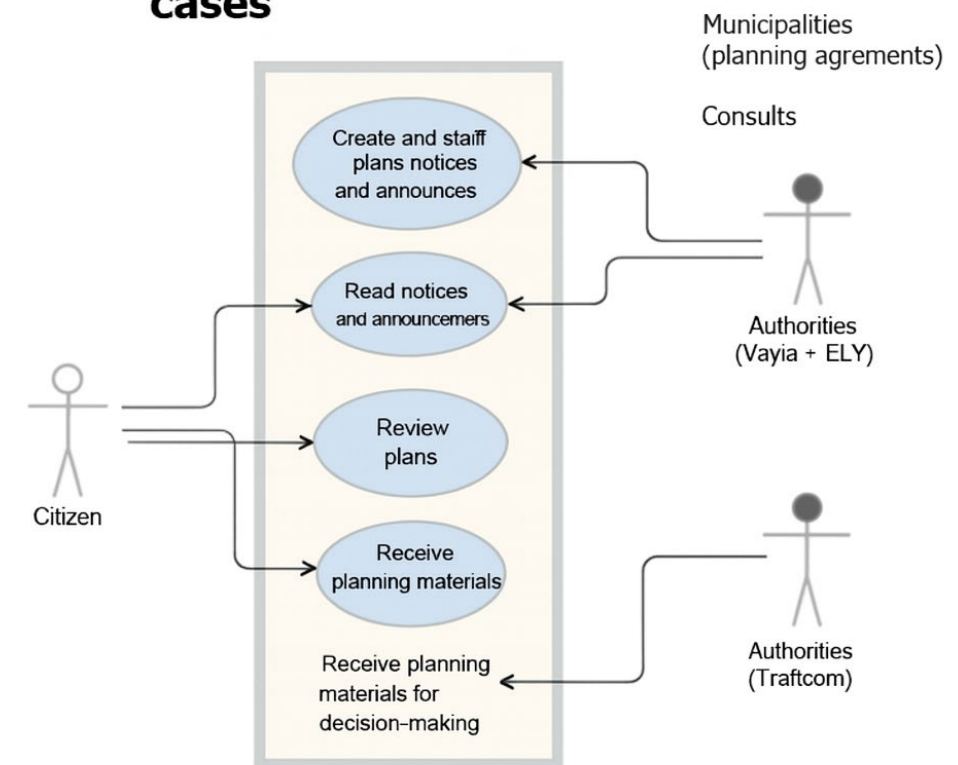 cases
Municipalities
(planning agrements)
Consults
Create and staiff
plans notices
and announces
Read notices
and announcemers
Authorities
(Vayia + ELY)
Review
plans
Citizen
Receive
planning materials
Authorities
(Traftcom)
Receive planning
materials for
decision-making